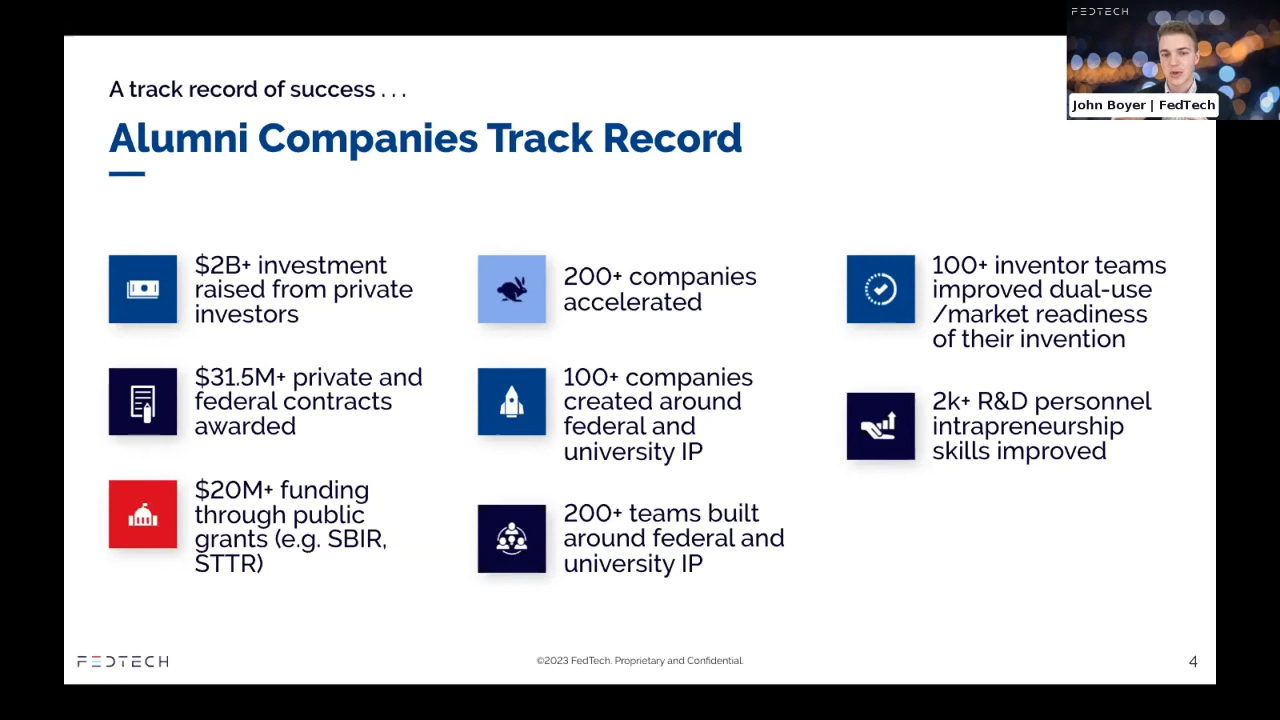 FEDTECH
John Boyer | FedTech
A track record of success . . .
Alumni Companies Track Record
$2B+ investment
raised from private
investors
$31.5M+ private and
federal contracts
awarded
$20M+ funding
through public
grants (e.g. SBIR,
STTR)
200+ companies
accelerated
100+ companies
created around
federal and
university IP
200+ teams built
around federal and
university IP
100+ inventor teams
improved dual-use
/market readiness
of their invention
2k+ R&D personnel
intrapreneurship
skills improved
FEDTECH
©2023 FedTech. Proprietary and Confidential.
4